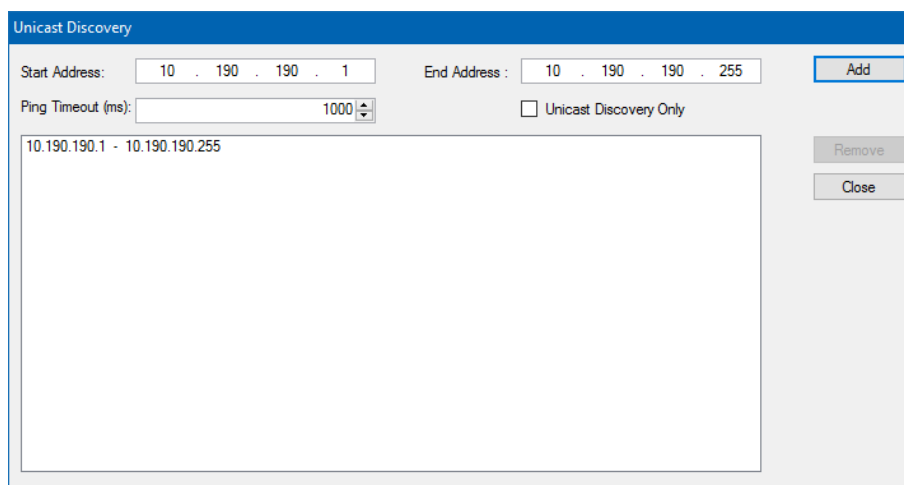 Unicast Discovery
Start Address: 10 . 190 . 190 . 1 End Address : 10 . 190 . 190 . 255 Add
Ping Timeout (ms): 1000 Unicast Discovery Only
10.190.190.1 - 10.190.190.255 Remove
Close